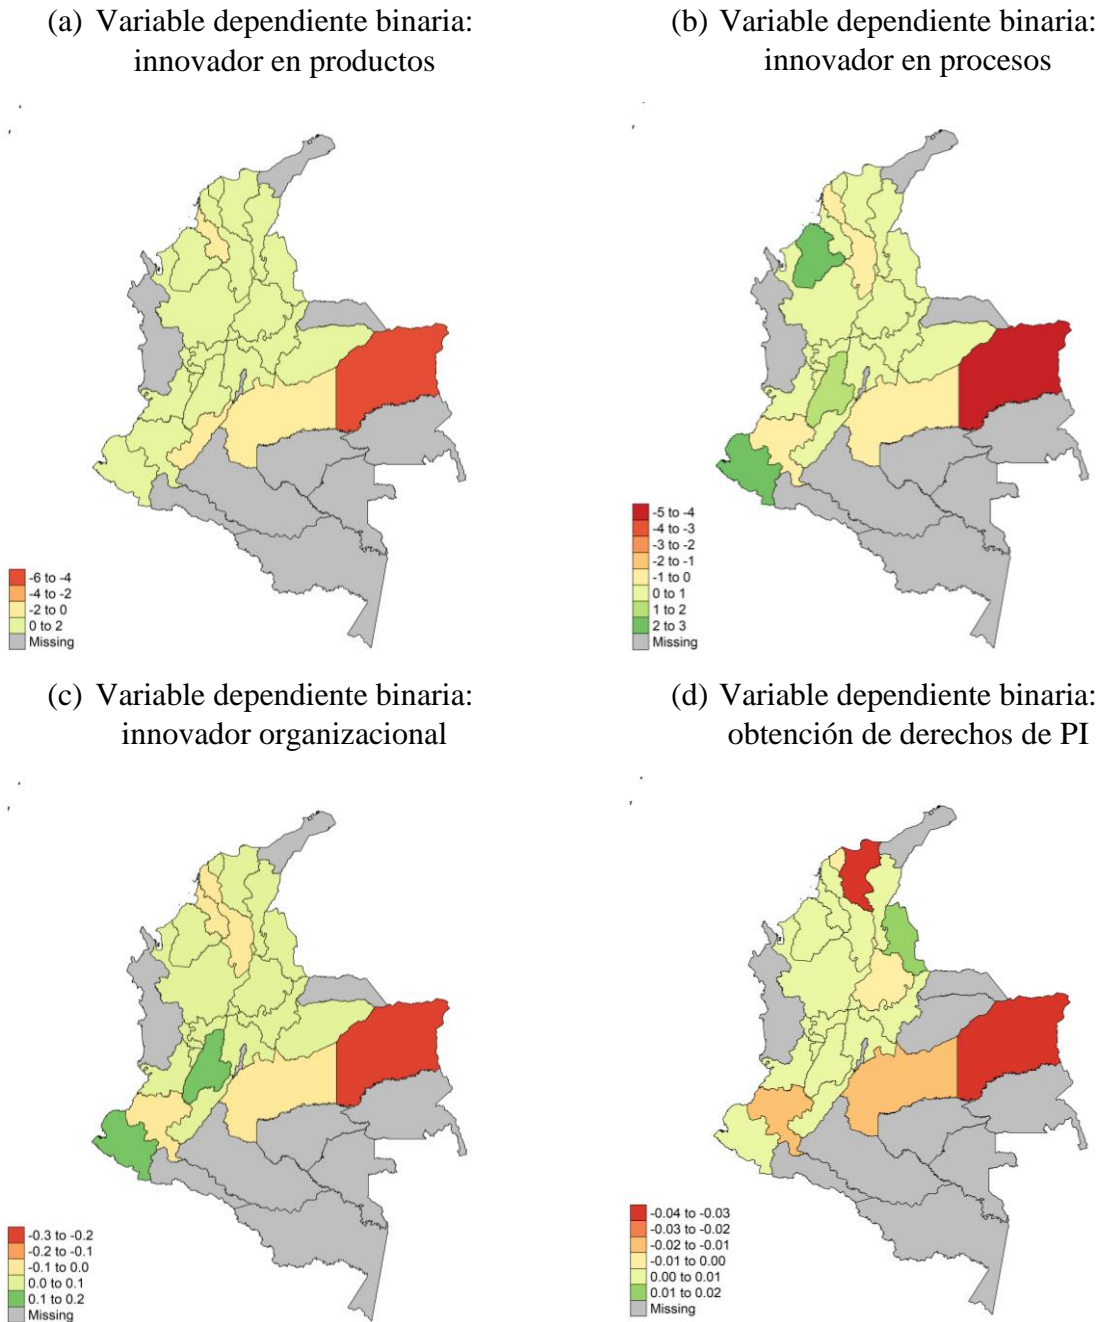 (a) Variable dependiente binaria:
innovador en productos
(b) Variable dependiente binaria:
innovador en procesos
-6 to -4
-4 to -2
-2 to 0
0 to 2
Missing
-5 to -4
-4 to -3
-3 to -2
-2 to -1
-1 to 0
0 to 1
1 to 2
2 to 3
Missing
(c) Variable dependiente binaria:
innovador organizacional
(d) Variable dependiente binaria:
obtención de derechos de PI
-0.3 to -0.2
-0.2 to -0.1
-0.1 to 0.0
0.0 to 0.1
0.1 to 0.2
Missing
-0.04 to -0.03
-0.03 to -0.02
-0.02 to -0.01
-0.01 to 0.00
0.00 to 0.01
0.01 to 0.02
Missing